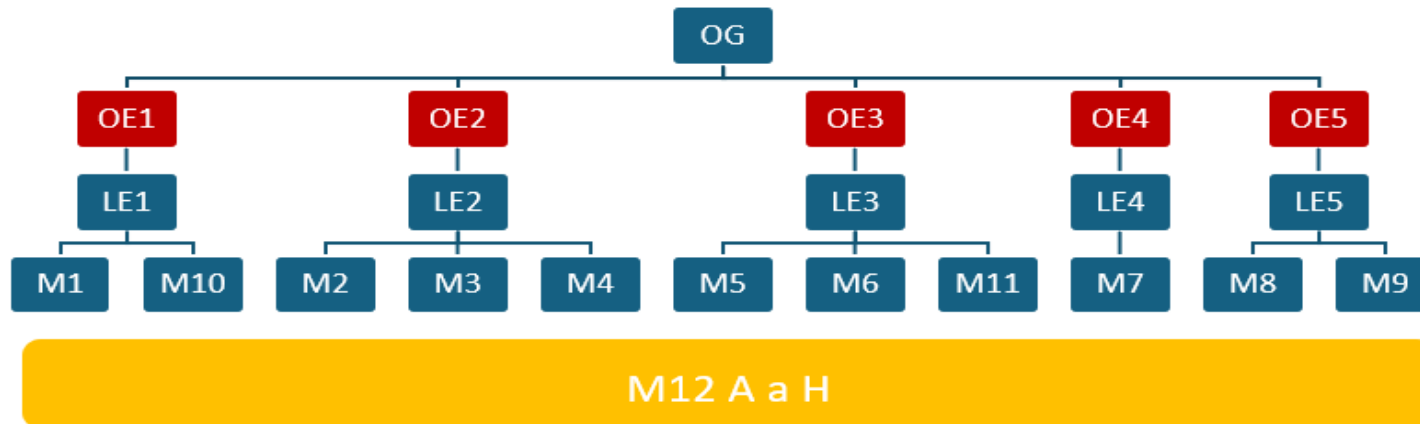 OG
OE1 OE2 OE3 OE4 OE5
LE1 LE2 LE3 LE4 LE5
M1 M10 M2 M3 M4 M5 M6 M11 M7 M8 M9
M12 A a H